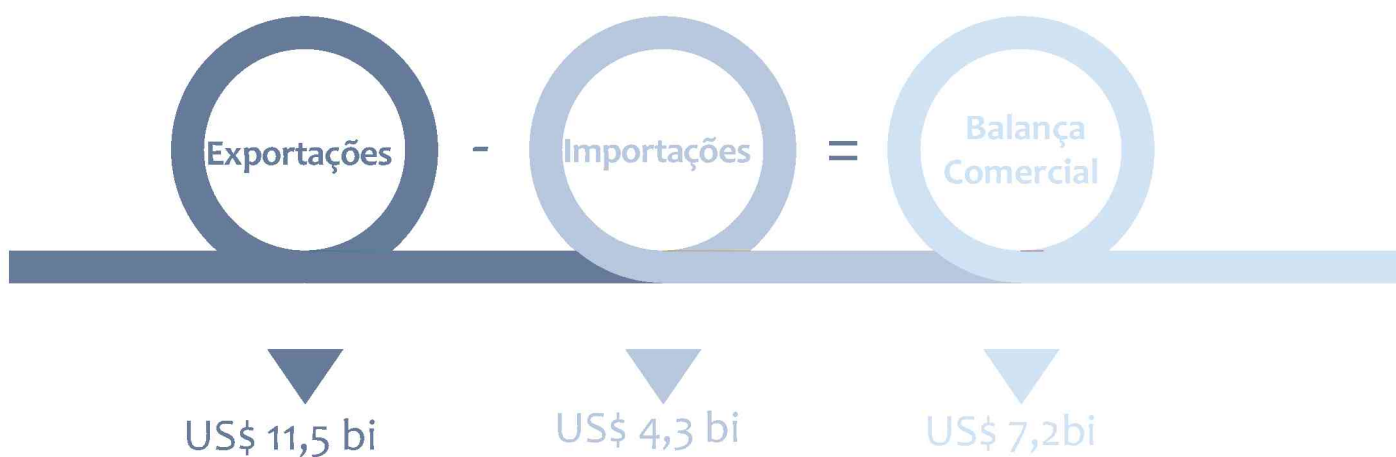 Exportações
-
Importações
=
Balança
Comercial
US$ 11,5 bi
US$ 4,3 bi
US$ 7,2bi